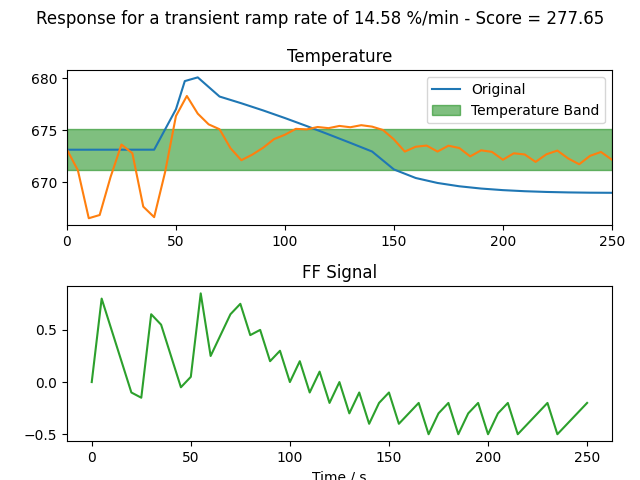 Response for a transient ramp rate of 14.58 %/min - Score = 277.65
Temperature
680
675
670
Original
Temperature Band
0 50 100 150 200 250
FF Signal
0.5
0.0
−0.5
0 50 100 150 200 250
Time / s